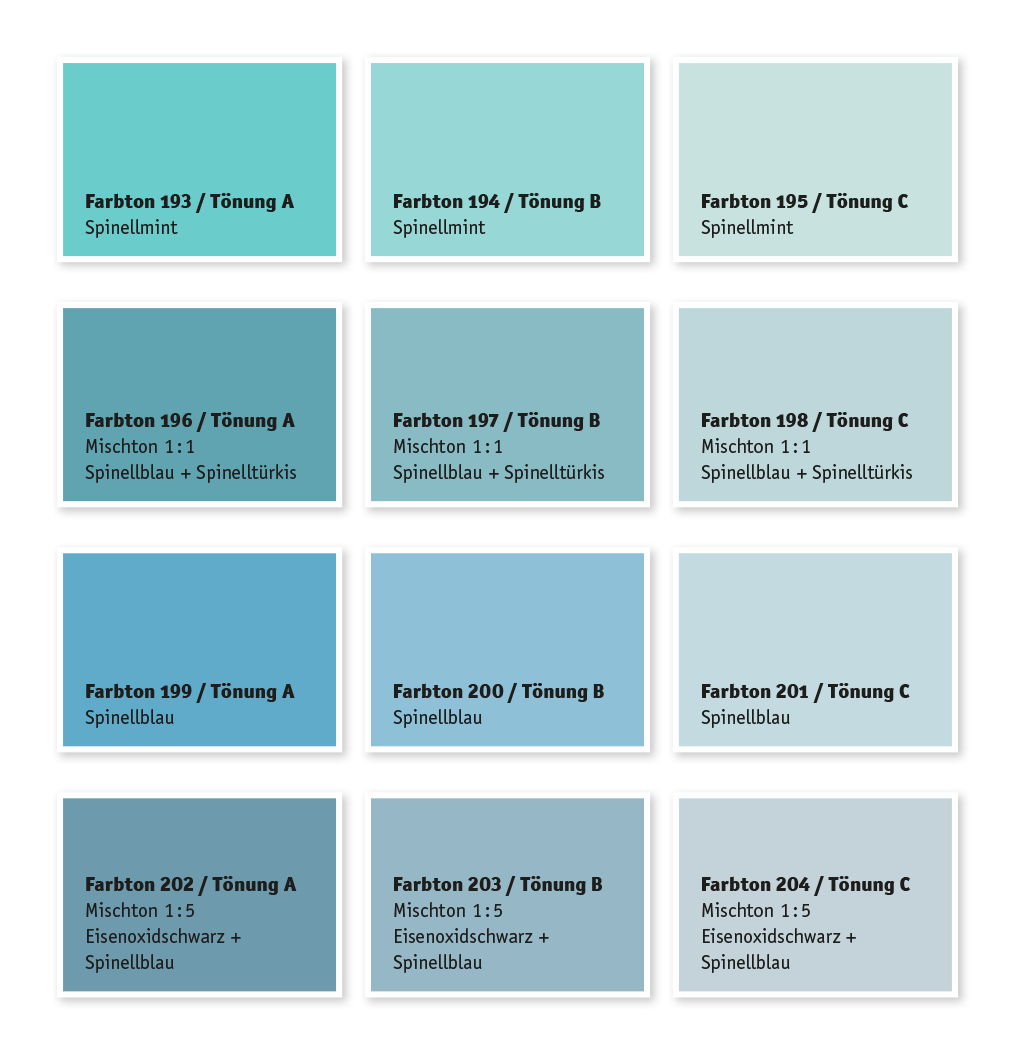 Farbton 193 / Tönung A
Spinellmint
Farbton 194 / Tönung B
Spinellmint
Farbton 195 / Tönung C
Spinellmint
Farbton 196 / Tönung A
Mischton 1:1
Spinellblau + Spinelltürkis
Farbton 197 / Tönung B
Mischton 1:1
Spinellblau + Spinelltürkis
Farbton 198 / Tönung C
Mischton 1:1
Spinellblau + Spinelltürkis
Farbton 199 / Tönung A
Spinellblau
Farbton 200 / Tönung B
Spinellblau
Farbton 201 / Tönung C
Spinellblau
Farbton 202 / Tönung A
Mischton 1:5
Eisenoxidschwarz +
Spinellblau
Farbton 203 / Tönung B
Mischton 1:5
Eisenoxidschwarz +
Spinellblau
Farbton 204 / Tönung C
Mischton 1:5
Eisenoxidschwarz +
Spinellblau